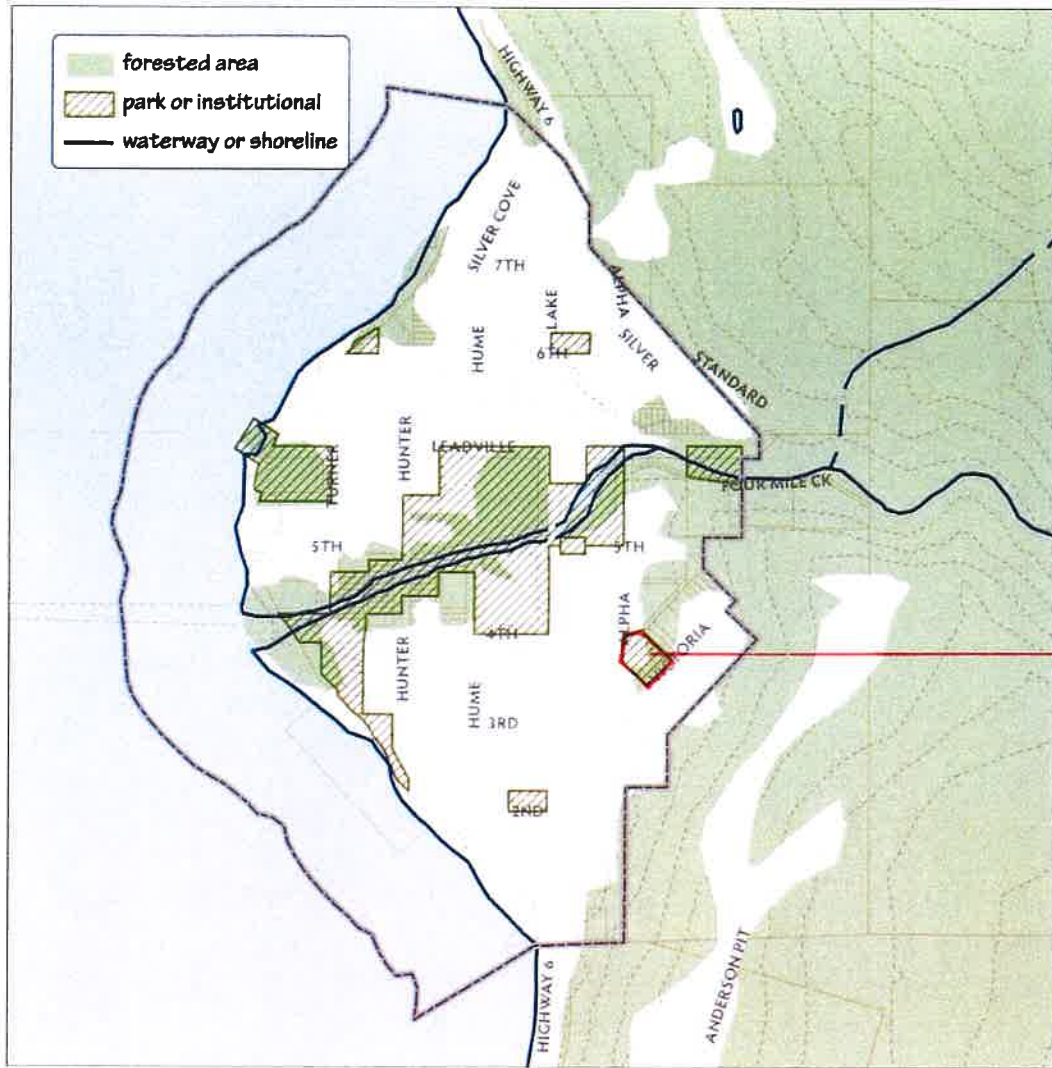 forested area
park or institutional
waterway or shoreline
HIGHWAY 6
SILVER COVE
7TH
ALPHA
LAKE
HUME
6TH
SILVER
STANDARD
HUNTER
LEADVILLE
TURNER
FOUR MILE CK
5TH
5TH
ALPHA
4TH
HUNTER
HUME
3RD
2ND
HIGHWAY 6
ANDERSON PIT